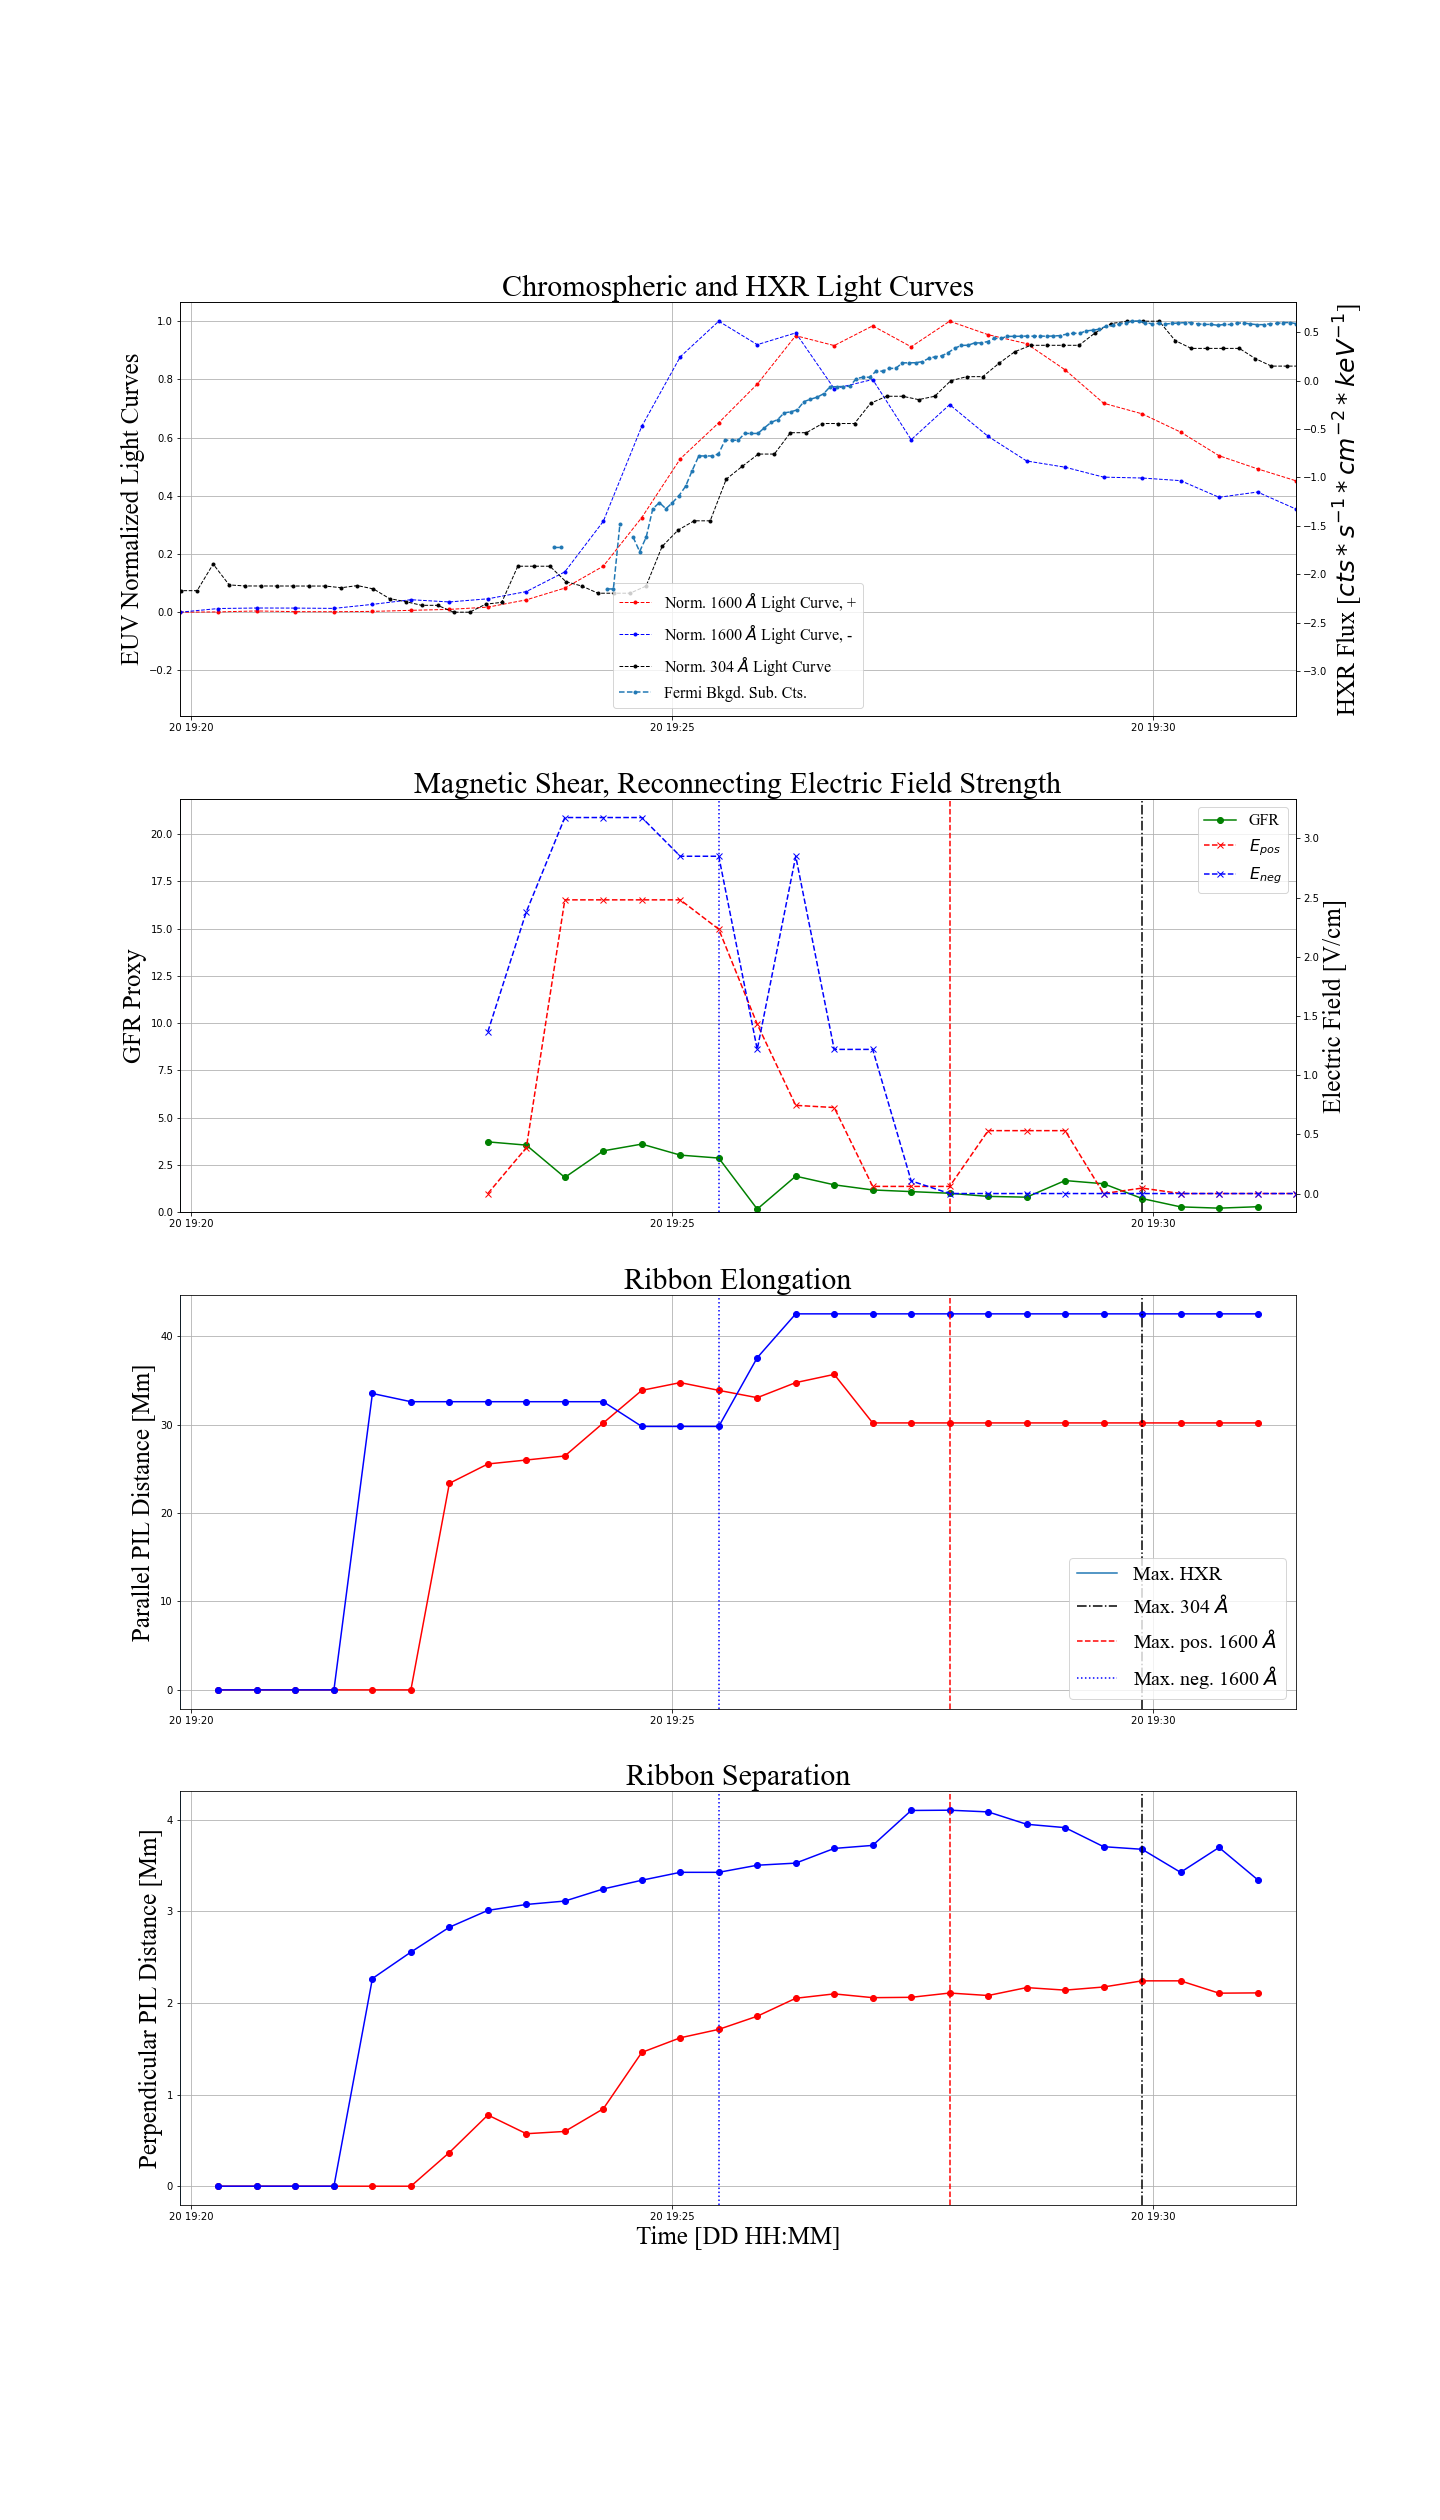 Chromospheric and HXR Light Curves
EUV Normalized Light Curves
1.0
0.8
0.6
0.4
0.2
0.0
−0.2
0.5
0.0
−0.5
−1.0
−1.5
−2.0
−2.5
−3.0
HXR Flux [cts * s⁻¹ * cm⁻² * keV⁻¹]
Norm. 1600 Å Light Curve, +
Norm. 1600 Å Light Curve, -
Norm. 304 Å Light Curve
Fermi Bkgd. Sub. Cts.
20 19:20 20 19:25 20 19:30
Magnetic Shear, Reconnecting Electric Field Strength
GFR Proxy
20.0
17.5
15.0
12.5
10.0
7.5
5.0
2.5
0.0
3.0
2.5
2.0
1.5
1.0
0.5
0.0
Electric Field [V/cm]
GFR
E_pos
E_neg
20 19:20 20 19:25 20 19:30
Ribbon Elongation
Parallel PIL Distance [Mm]
40
30
20
10
0
Max. HXR
Max. 304 Å
Max. pos. 1600 Å
Max. neg. 1600 Å
20 19:20 20 19:25 20 19:30
Ribbon Separation
Perpendicular PIL Distance [Mm]
4
3
2
1
0
20 19:20 20 19:25 20 19:30
Time [DD HH:MM]